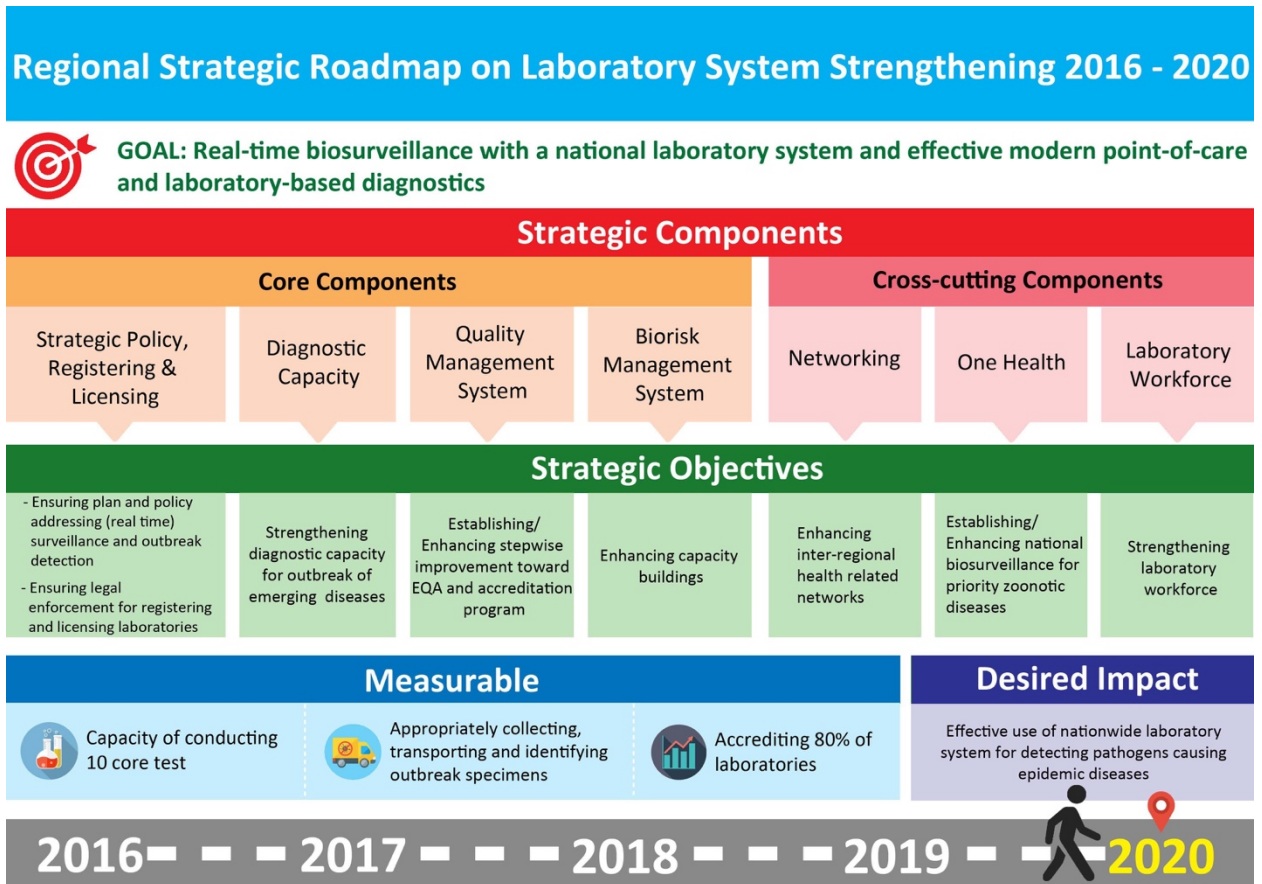 Regional Strategic Roadmap on Laboratory System Strengthening 2016 - 2020
GOAL: Real-time biosurveillance with a national laboratory system and effective modern point-of-care
and laboratory-based diagnostics
Strategic Components
Core Components
Cross-cutting Components
Strategic Policy,
Registering &
Licensing
Diagnostic
Capacity
Quality
Management
System
Biorisk
Management
System
Networking
One Health
Laboratory
Workforce
Strategic Objectives
- Ensuring plan and policy
addressing (real time)
surveillance and outbreak
detection
- Ensuring legal
enforcement for registering
and licensing laboratories
Strengthening
diagnostic capacity
for outbreak of
emerging diseases
Establishing/
Enhancing stepwise
improvement toward
EQA and accreditation
program
Enhancing capacity
buildings
Enhancing
inter-regional
health related
networks
Establishing/
Enhancing national
biosurveillance for
priority zoonotic
diseases
Strengthening
laboratory
workforce
Measurable
Capacity of conducting
10 core test
Appropriately collecting,
transporting and identifying
outbreak specimens
Accrediting 80% of
laboratories
Desired Impact
Effective use of nationwide laboratory
system for detecting pathogens causing
epidemic diseases
2016 2017 2018 2019 2020